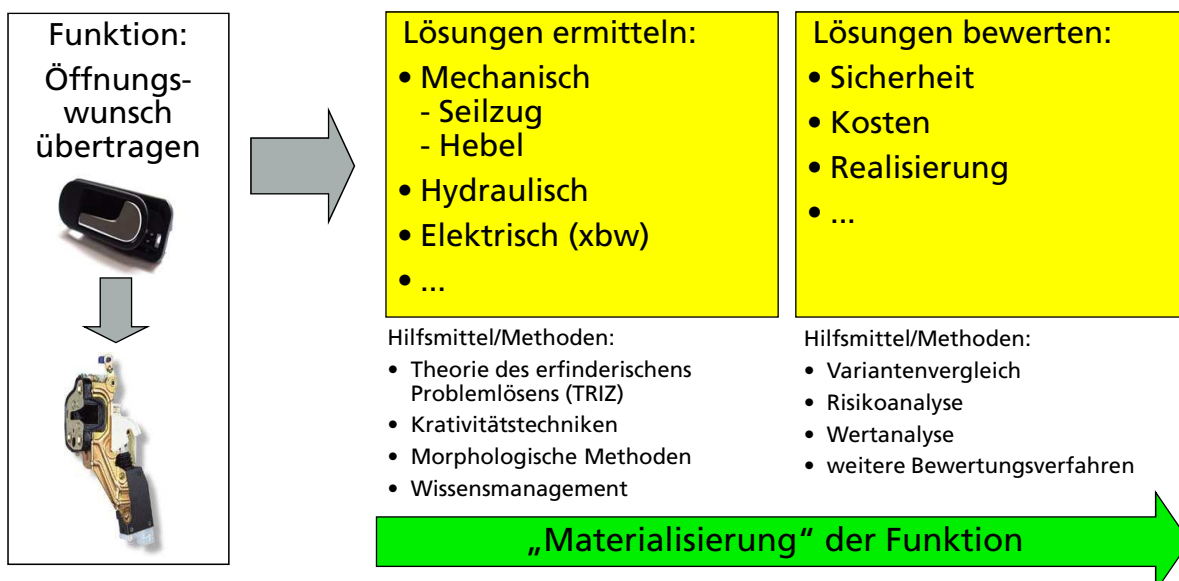 Funktion:
Öffnungs-
wunsch
übertragen
Lösungen ermitteln:
• Mechanisch
- Seilzug
- Hebel
• Hydraulisch
• Elektrisch (xbw)
• ...
Hilfsmittel/Methoden:
• Theorie des erfinderischen
Problemlösens (TRIZ)
• Krativitätstechniken
• Morphologische Methoden
• Wissensmanagement
Lösungen bewerten:
• Sicherheit
• Kosten
• Realisierung
• ...
Hilfsmittel/Methoden:
• Variantenvergleich
• Risikoanalyse
• Wertanalyse
• weitere Bewertungsverfahren
„Materialisierung“ der Funktion